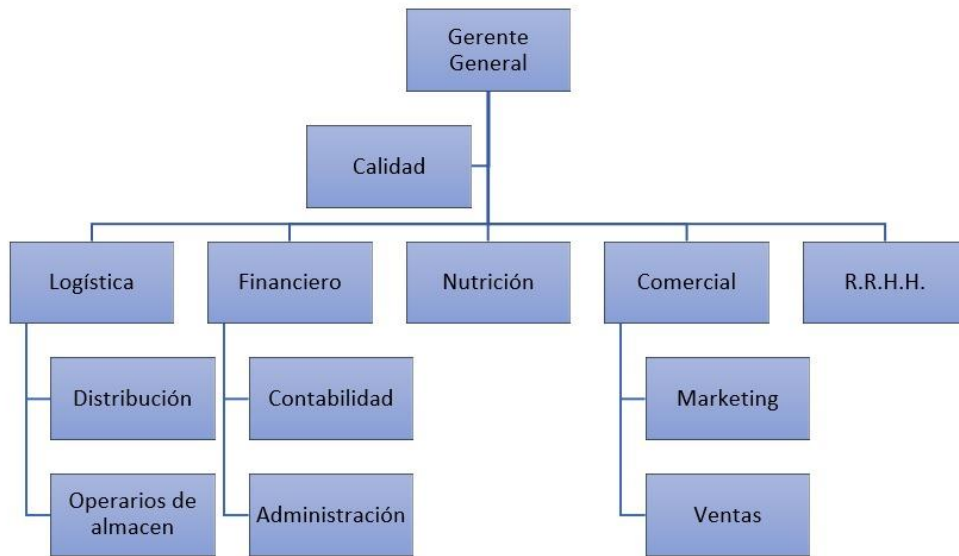 Gerente
General
Calidad
Logística
Financiero
Nutrición
Comercial
R.R.H.H.
Distribución
Contabilidad
Marketing
Operarios de
almacen
Administración
Ventas